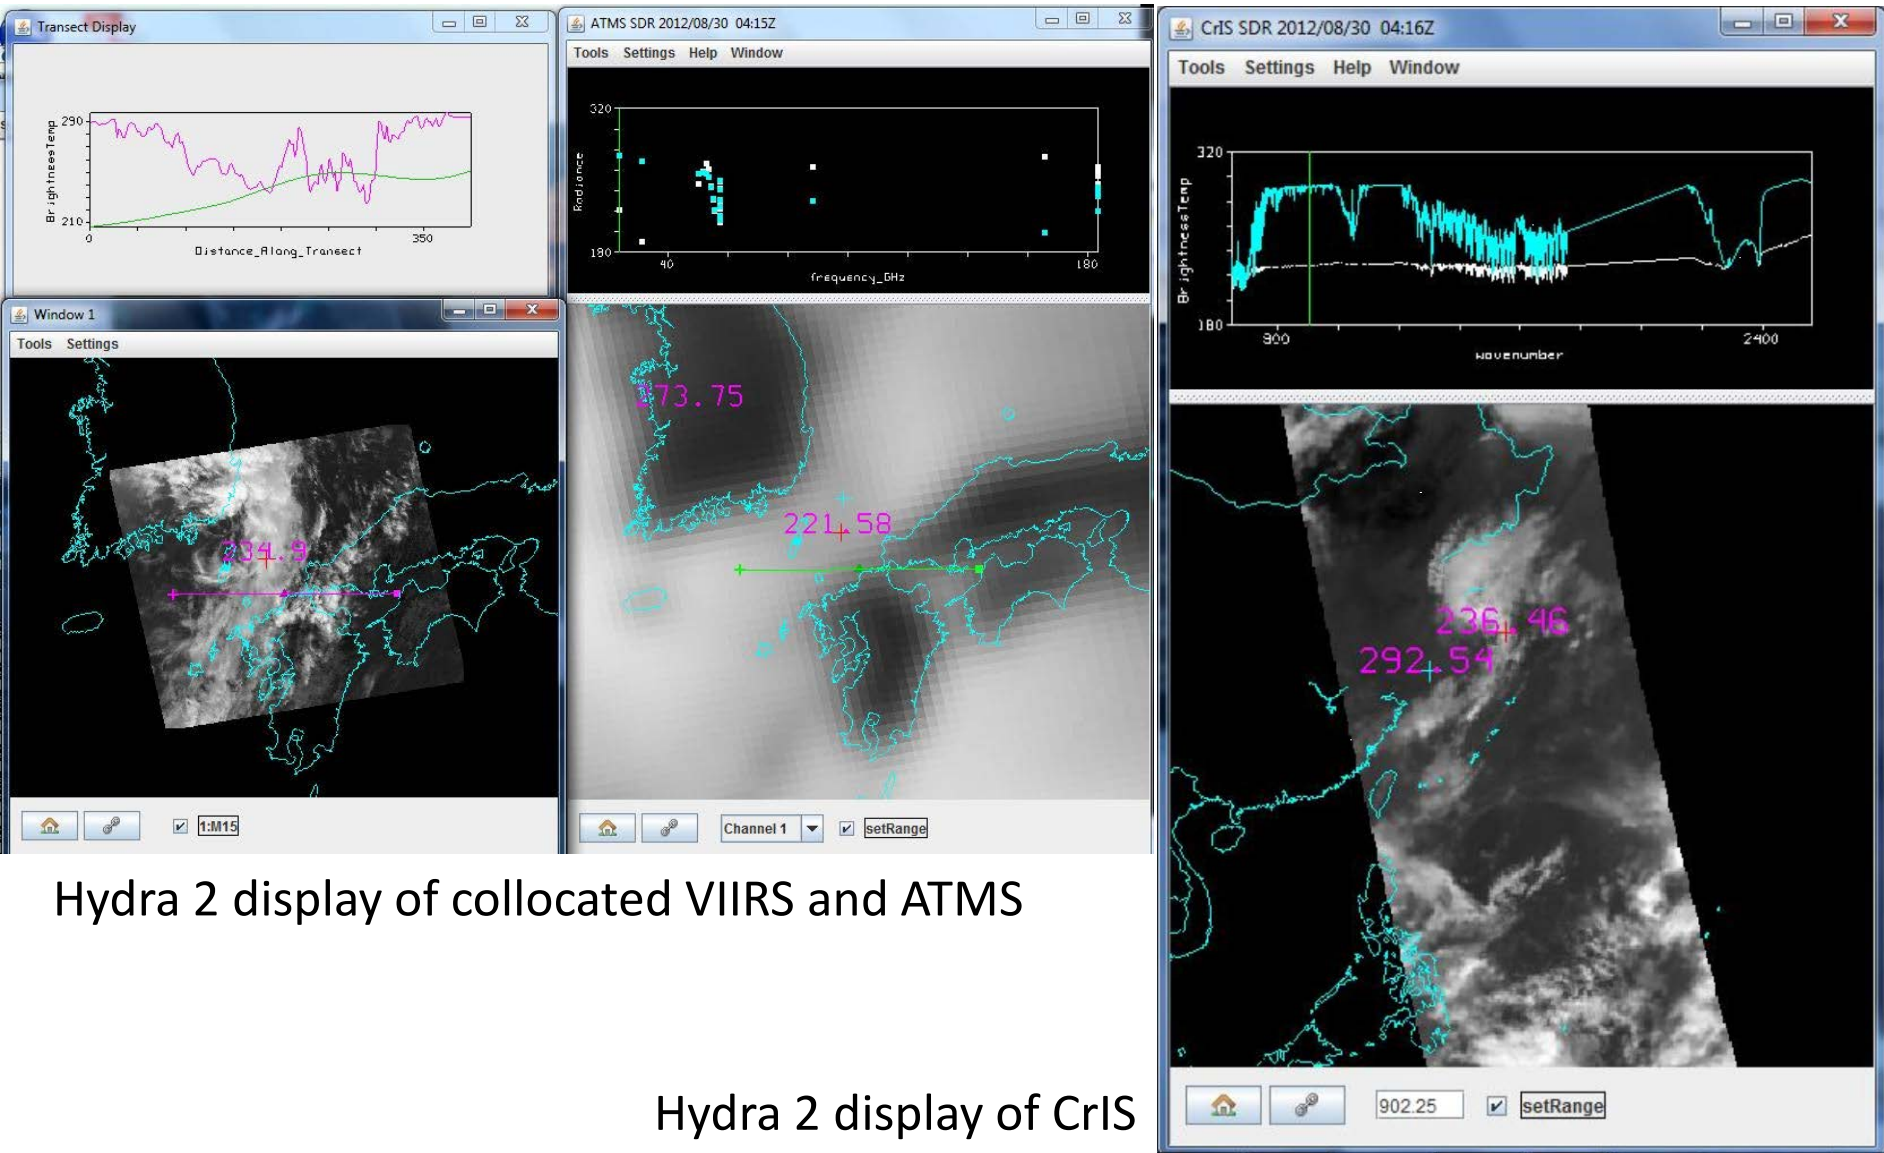 Transect Display
290
210
BrightnessTemp
0
350
Distance_Along_Transect
Window 1
Tools Settings
234.9
1:M15
ATMS SDR 2012/08/30 04:15Z
Tools Settings Help Window
320
180
Radiance
40
180
frequency_GHz
273.75
221.58
Channel 1
setRange
CrIS SDR 2012/08/30 04:16Z
Tools Settings Help Window
320
180
BrightnessTemp
900
2400
wavenumber
236.46
292.54
902.25
setRange
Hydra 2 display of collocated VIIRS and ATMS
Hydra 2 display of CrIS